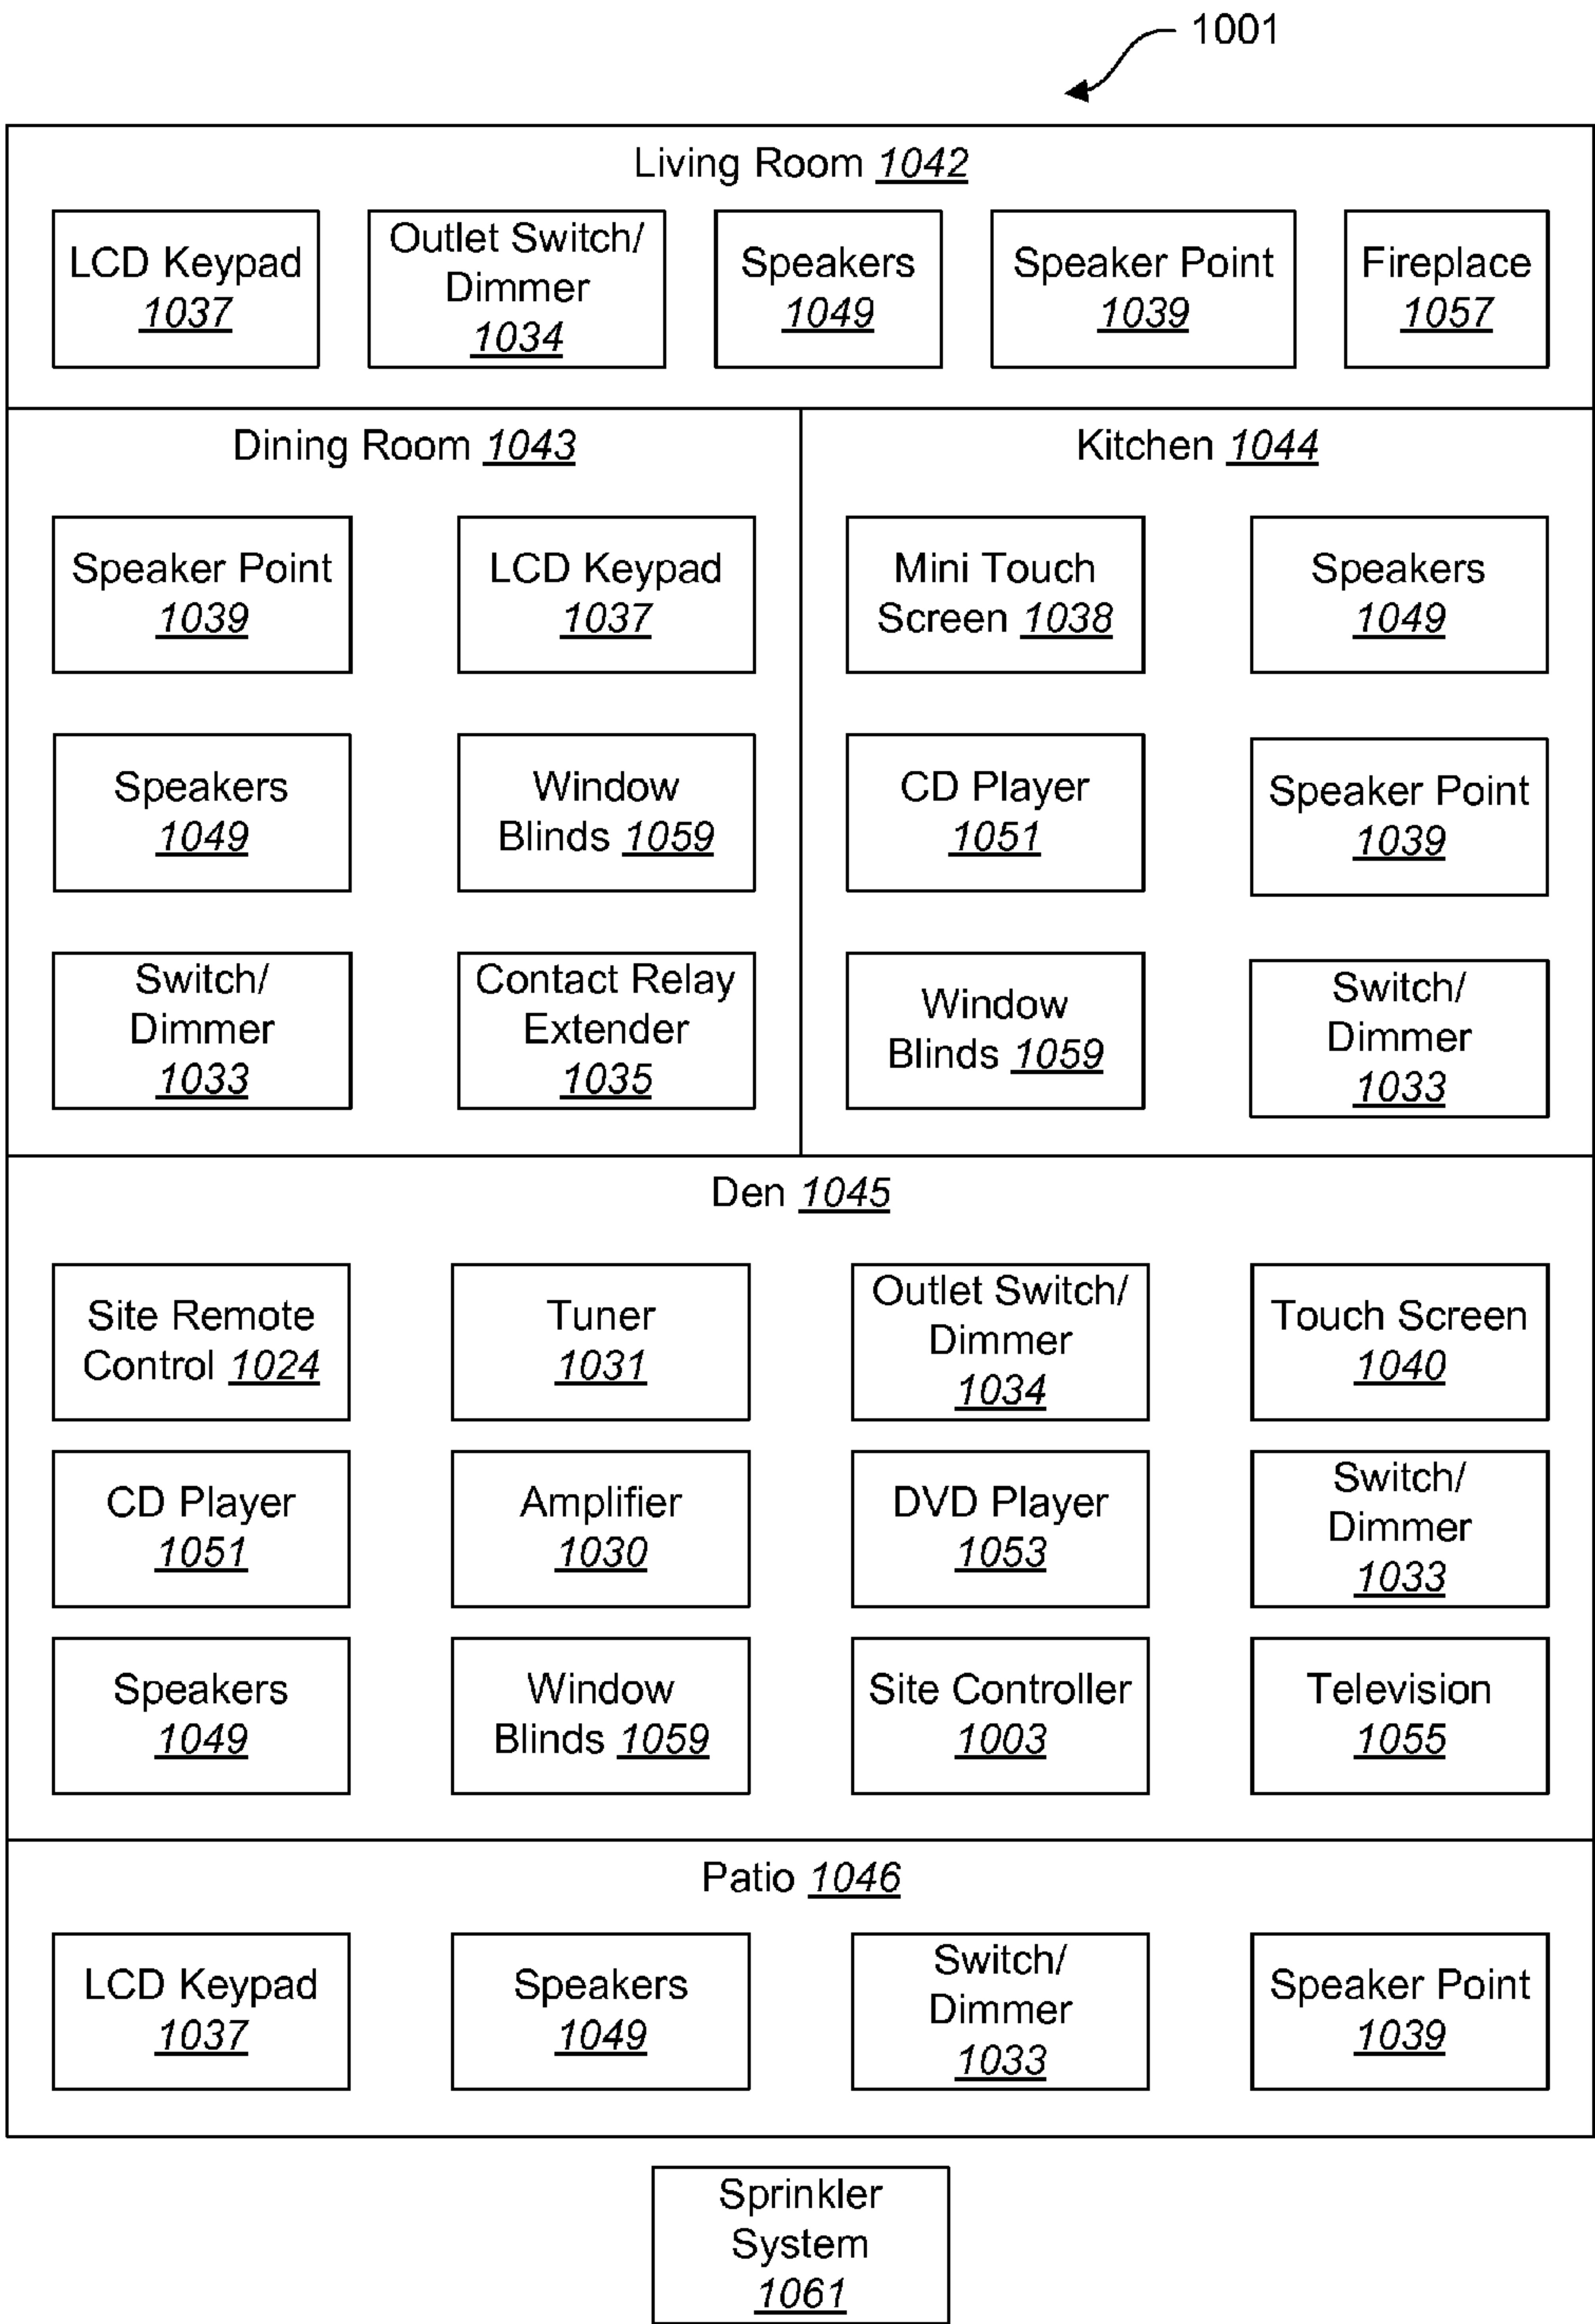 1001
Living Room 1042
LCD Keypad
1037
Outlet Switch/
Dimmer
1034
Speakers
1049
Speaker Point
1039
Fireplace
1057
Dining Room 1043
Speaker Point
1039
LCD Keypad
1037
Speakers
1049
Window
Blinds 1059
Switch/
Dimmer
1033
Contact Relay
Extender
1035
Kitchen 1044
Mini Touch
Screen 1038
Speakers
1049
CD Player
1051
Speaker Point
1039
Window
Blinds 1059
Switch/
Dimmer
1033
Den 1045
Site Remote
Control 1024
Tuner
1031
Outlet Switch/
Dimmer
1034
Touch Screen
1040
CD Player
1051
Amplifier
1030
DVD Player
1053
Switch/
Dimmer
1033
Speakers
1049
Window
Blinds 1059
Site Controller
1003
Television
1055
Patio 1046
LCD Keypad
1037
Speakers
1049
Switch/
Dimmer
1033
Speaker Point
1039
Sprinkler
System
1061